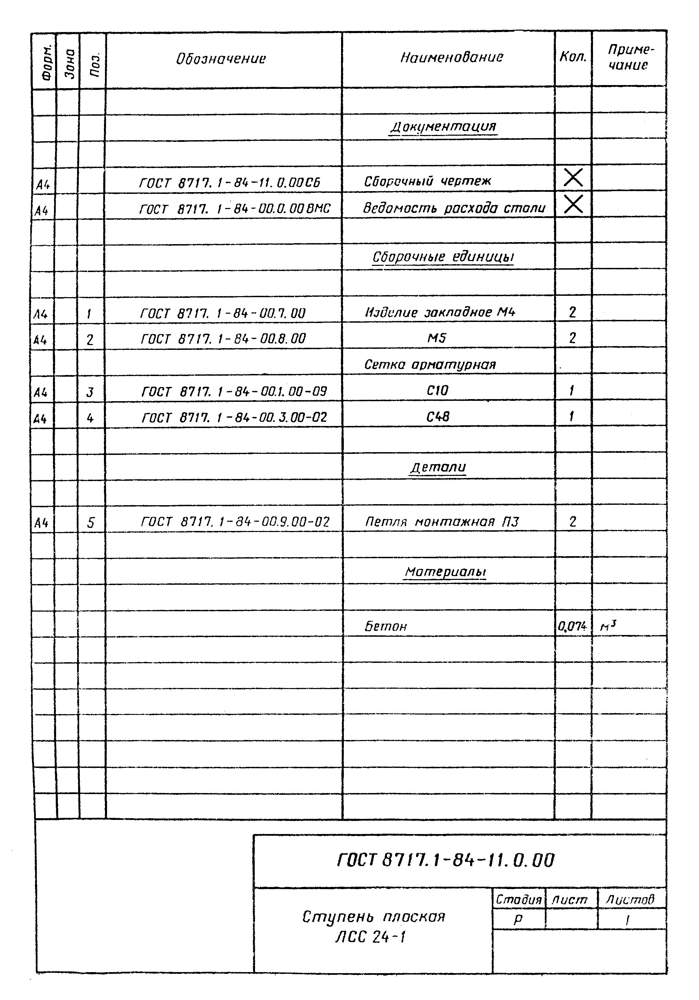 Форм. Зона Поз. Обозначение Наименование Кол. Приме-
чание
Документация
А4 ГОСТ 8717. 1-84-11. 0.00СБ Сборочный чертеж
А4 ГОСТ 8717. 1-84-00.0.00ВМС Ведомость расхода стали
Сборочные единицы
А4 1 ГОСТ 8717. 1-84-00.7.00 Изделие закладное М4 2
А4 2 ГОСТ 8717. 1-84-00.8.00 М5 2
Сетка арматурная
А4 3 ГОСТ 8717. 1-84-00.1.00-09 С10 1
А4 4 ГОСТ 8717. 1-84-00.3.00-02 С48 1
Детали
А4 5 ГОСТ 8717. 1-84-00.9.00-02 Петля монтажная П3 2
Материалы
Бетон 0,074 м³
ГОСТ 8717.1-84-11.0.00
Стадия Лист Листов
Р 1
Ступень плоская
ЛСС 24-1